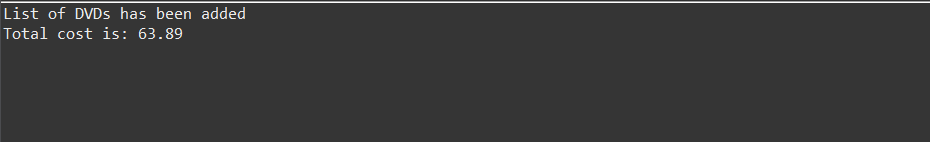 List of DVDs has been added
Total cost is: 63.89